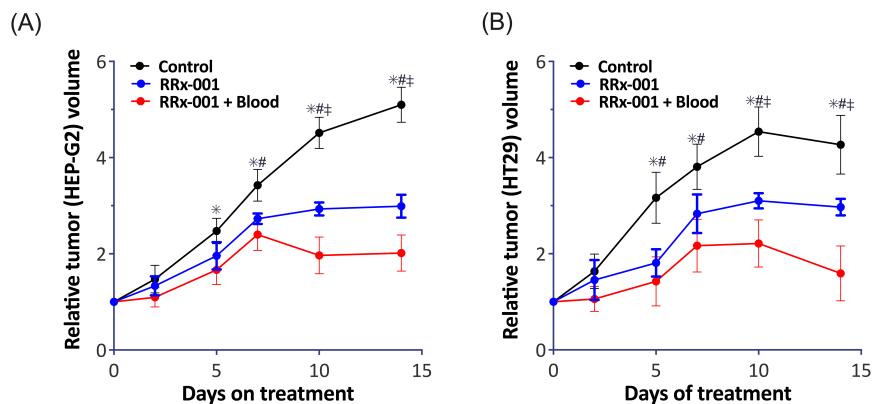 (A)
Relative tumor (HEP-G2) volume
6
4
2
0
Control
RRx-001
RRx-001 + Blood
*
*#
*#‡
*#‡
0
5
10
15
Days on treatment
(B)
Relative tumor (HT29) volume
6
4
2
0
Control
RRx-001
RRx-001 + Blood
*#
*#
*#‡
*#‡
0
5
10
15
Days of treatment